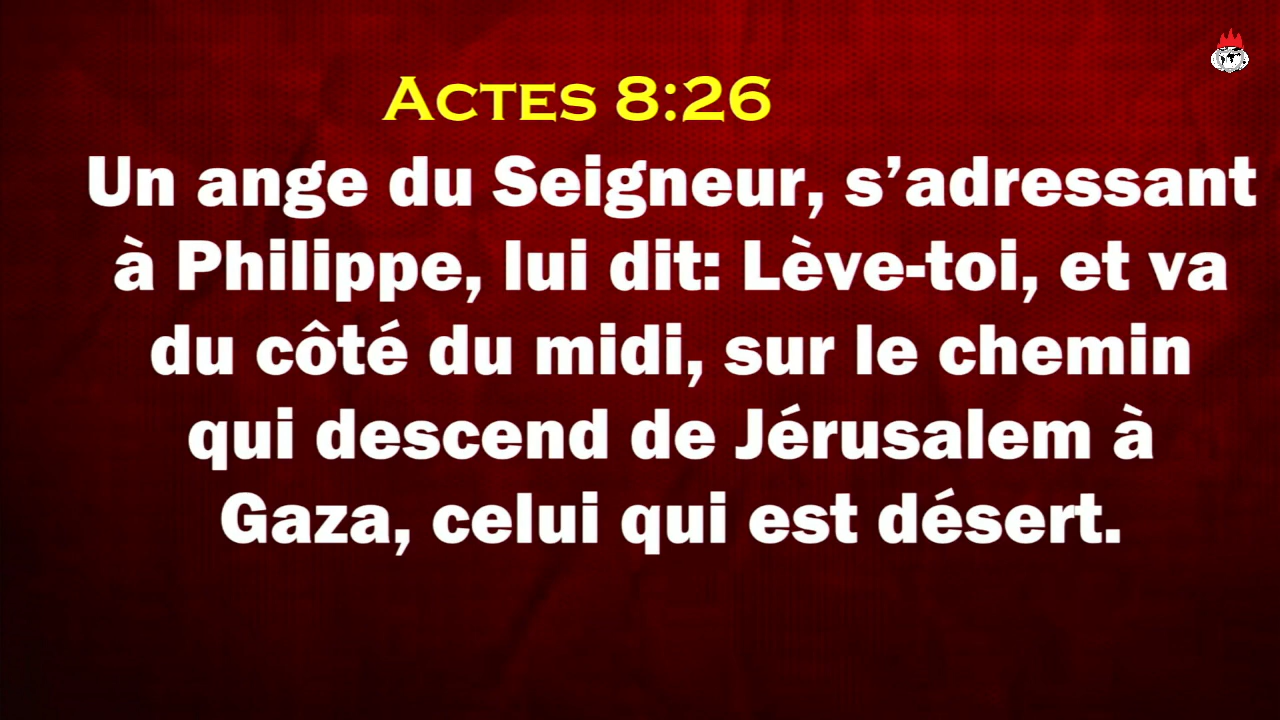 ACTES 8:26
Un ange du Seigneur, s’adressant
à Philippe, lui dit: Lève-toi, et va
du côté du midi, sur le chemin
qui descend de Jérusalem à
Gaza, celui qui est désert.